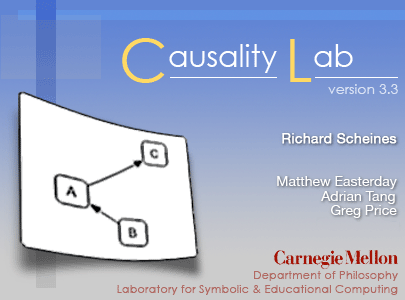 Causality Lab
version 3.3
Richard Scheines
Matthew Easterday
Adrian Tang
Greg Price
C
A
B
Carnegie Mellon
Department of Philosophy
Laboratory for Symbolic & Educational Computing